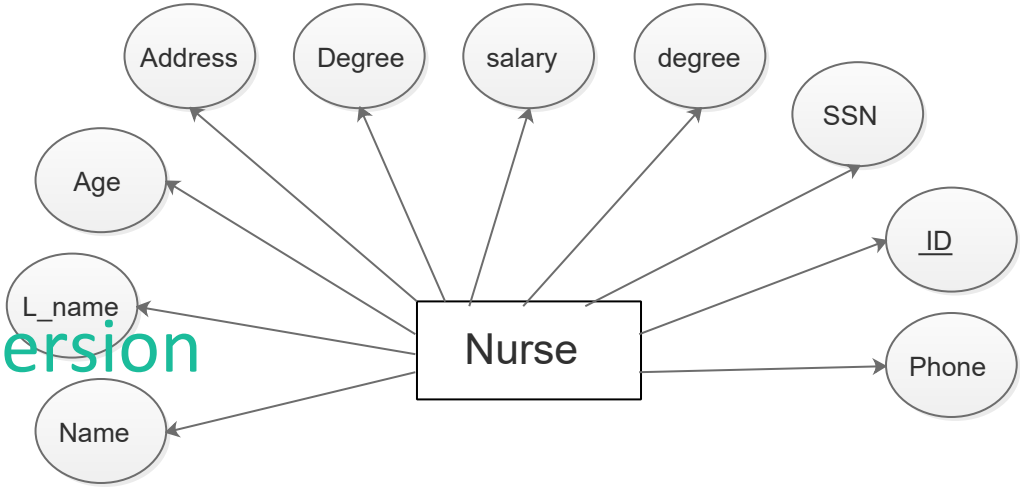 Address
Degree
salary
degree
SSN
Age
ID
L_name
ersion
Nurse
Phone
Name